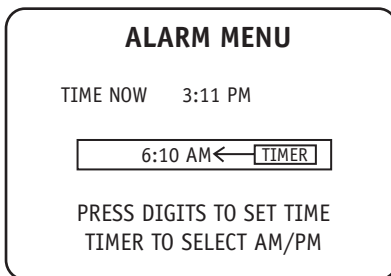 ALARM MENU
TIME NOW 3:11 PM
6:10 AM TIMER
PRESS DIGITS TO SET TIME
TIMER TO SELECT AM/PM